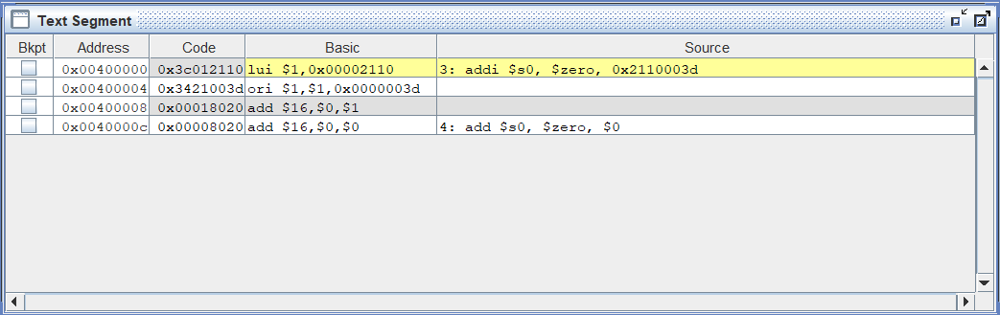 Text Segment
Bkpt Address Code Basic Source
0x00400000 0x3c012110 lui $1,0x00002110 3: addi $s0, $zero, 0x2110003d
0x00400004 0x3421003d ori $1,$1,0x0000003d
0x00400008 0x00018020 add $16,$0,$1
0x0040000c 0x00008020 add $16,$0,$0 4: add $s0, $zero, $0